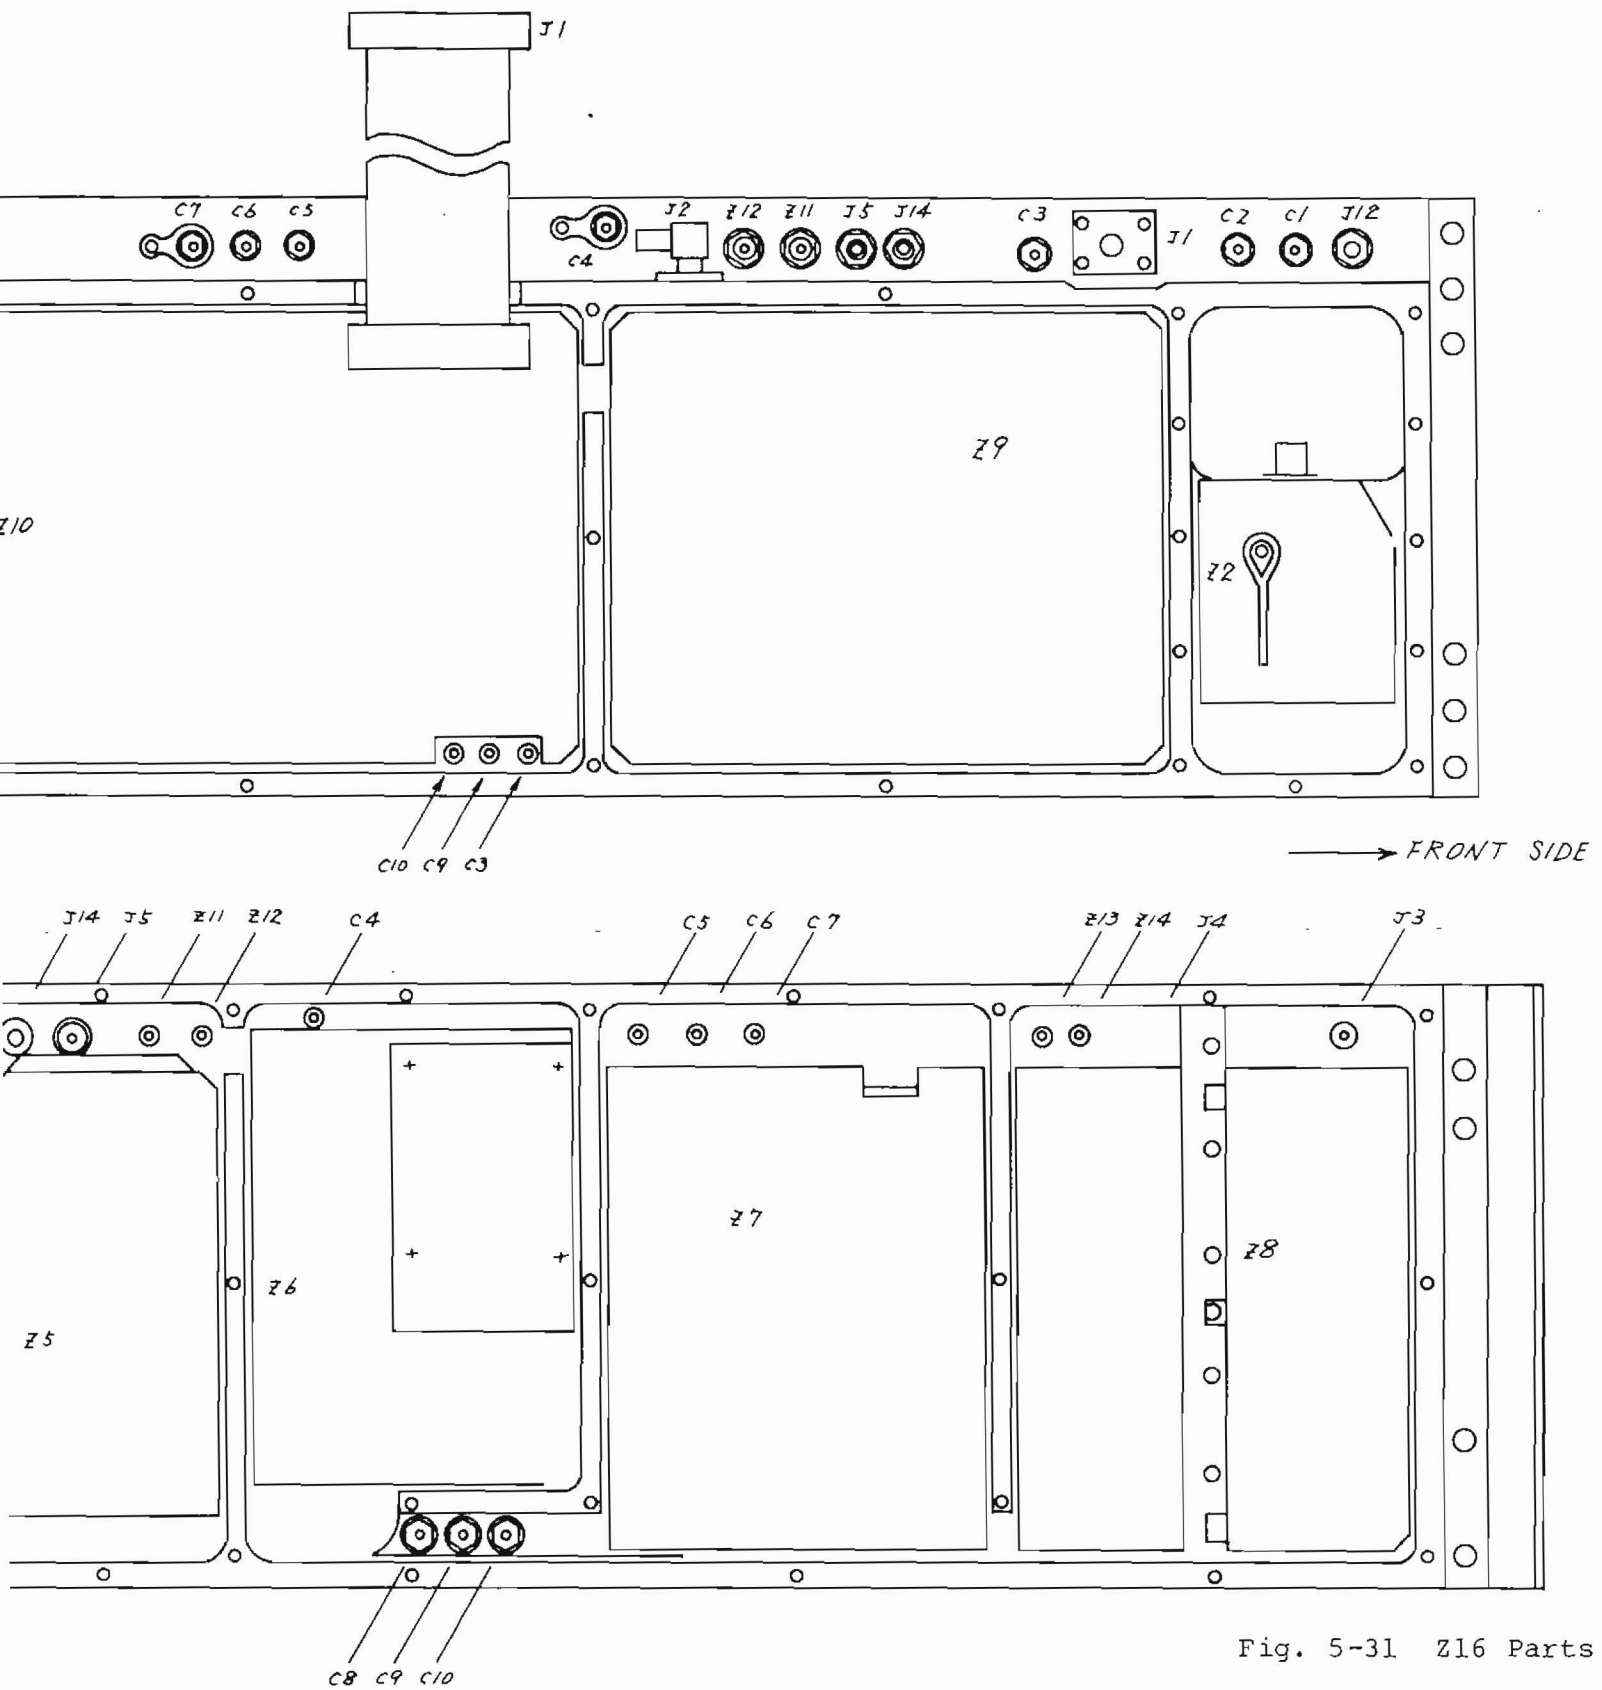 J1
C7 C6 C5
C4
J2 Z12 Z11 J5 J14
C3
J1
C2 C1 J12
Z9
Z10
Z2
C10 C9 C3
FRONT SIDE
J14 J5 Z11 Z12 C4 C5 C6 C7 Z13 Z14 J4 J3
Z7
Z8
Z6
Z5
C8 C9 C10
Fig. 5-31 Z16 Parts